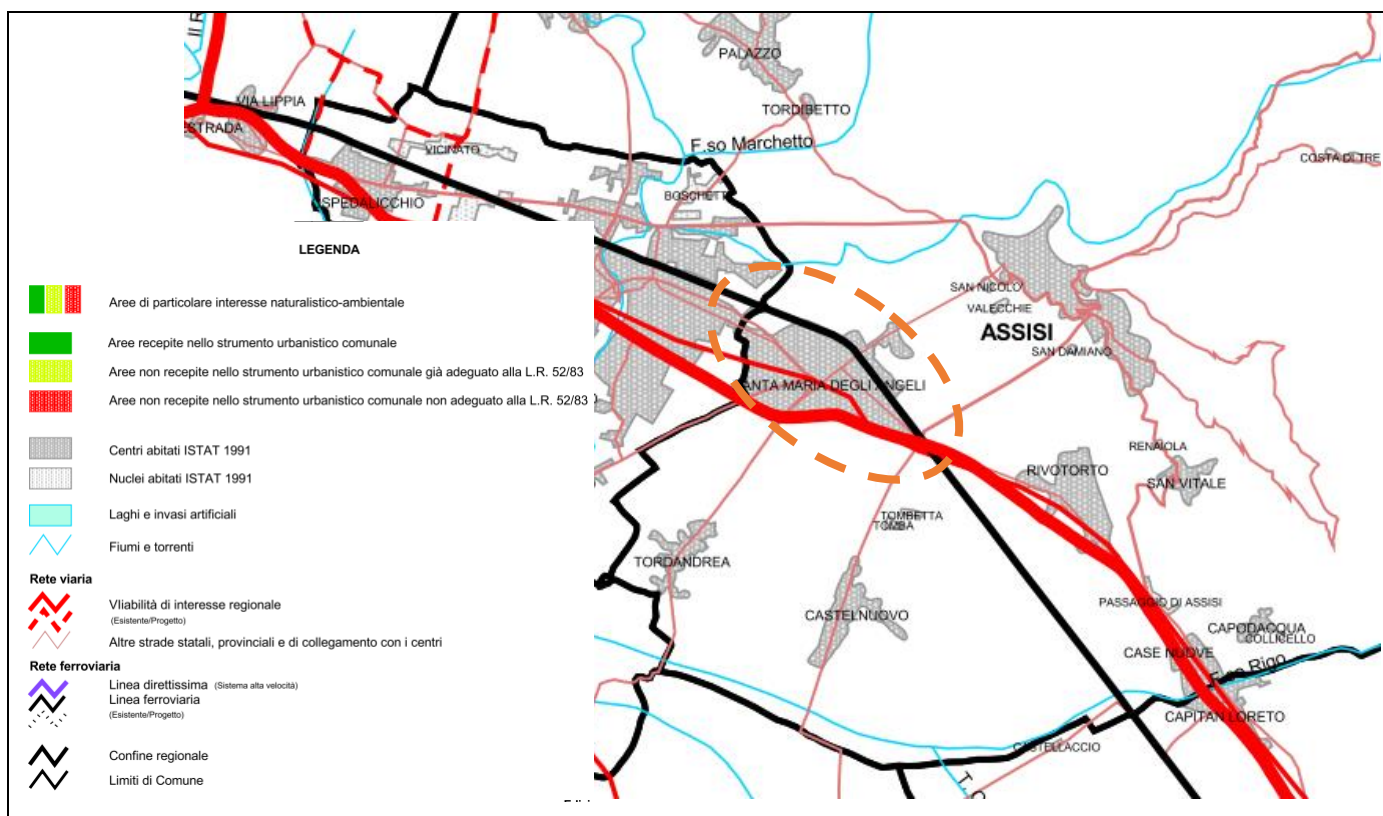 II R
PALAZZO
VIA LIPPIA
TORDIBETTO
ESTRADA
F.so Marchetto
VICINATO
COSTA DI TRE
BOSCHETT
SPEDALICCHIO
LEGENDA
Aree di particolare interesse naturalistico-ambientale
Aree recepite nello strumento urbanistico comunale
Aree non recepite nello strumento urbanistico comunale già adeguato alla L.R. 52/83
Aree non recepite nello strumento urbanistico comunale non adeguato alla L.R. 52/83
Centri abitati ISTAT 1991
Nuclei abitati ISTAT 1991
Laghi e invasi artificiali
Fiumi e torrenti
Rete viaria
VIiabilità di interesse regionale
(Esistente/Progetto)
Altre strade statali, provinciali e di collegamento con i centri
Rete ferroviaria
Linea direttissima (Sistema alta velocità)
Linea ferroviaria
(Esistente/Progetto)
Confine regionale
Limiti di Comune
SAN NICOLO'
VALECCHIE
ASSISI
SAN DAMIANO
ANTA MARIA DEGLI ANGELI
RENAIOLA
RIVOTORTO
SAN VITALE
TOMBETTA
TOMBA
TORDANDREA
PASSAGGIO DI ASSISI
CASTELNUOVO
CAPODACQUA
COLLICELLO
CASE NUOVE
F.so Rigo
CAPITAN LORETO
CASTELLACCIO